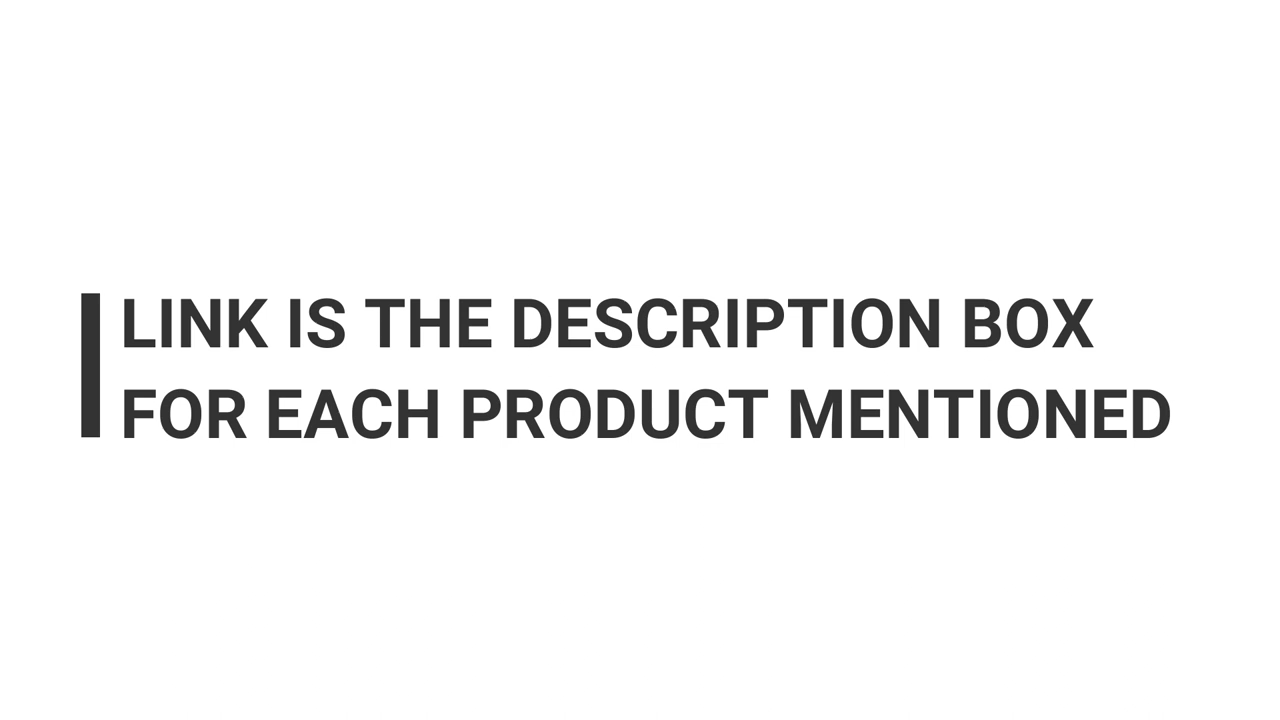 LINK IS THE DESCRIPTION BOX
FOR EACH PRODUCT MENTIONED